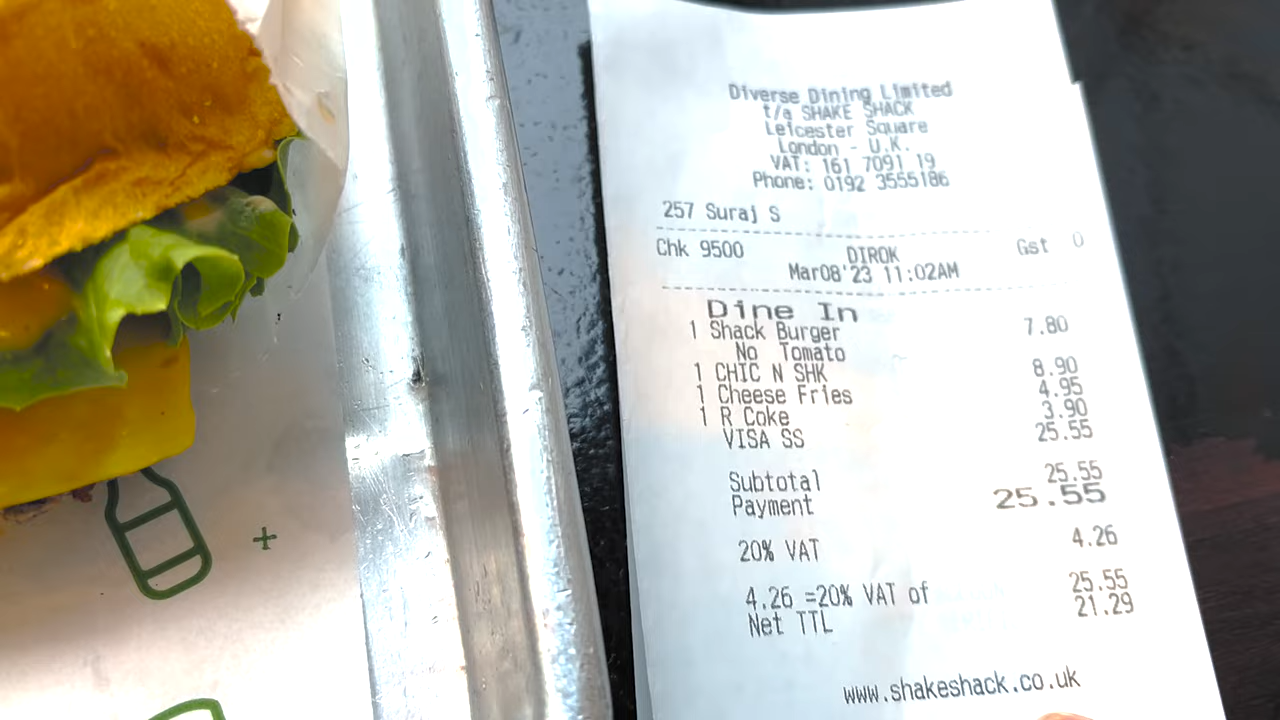 Diverse Dining Limited
t/a SHAKE SHACK
Leicester Square
London - U.K.
VAT: 161 7091 19
Phone: 0192 3555186
257 Suraj S
Chk 9500 DIROK Gst 0
Mar08'23 11:02AM
Dine In
1 Shack Burger 7.80
No Tomato
1 CHIC N SHK 8.90
1 Cheese Fries 4.95
1 R Coke 3.90
VISA SS 25.55
Subtotal 25.55
Payment 25.55
20% VAT 4.26
4.26 =20% VAT of 25.55
Net TTL 21.29
www.shakeshack.co.uk